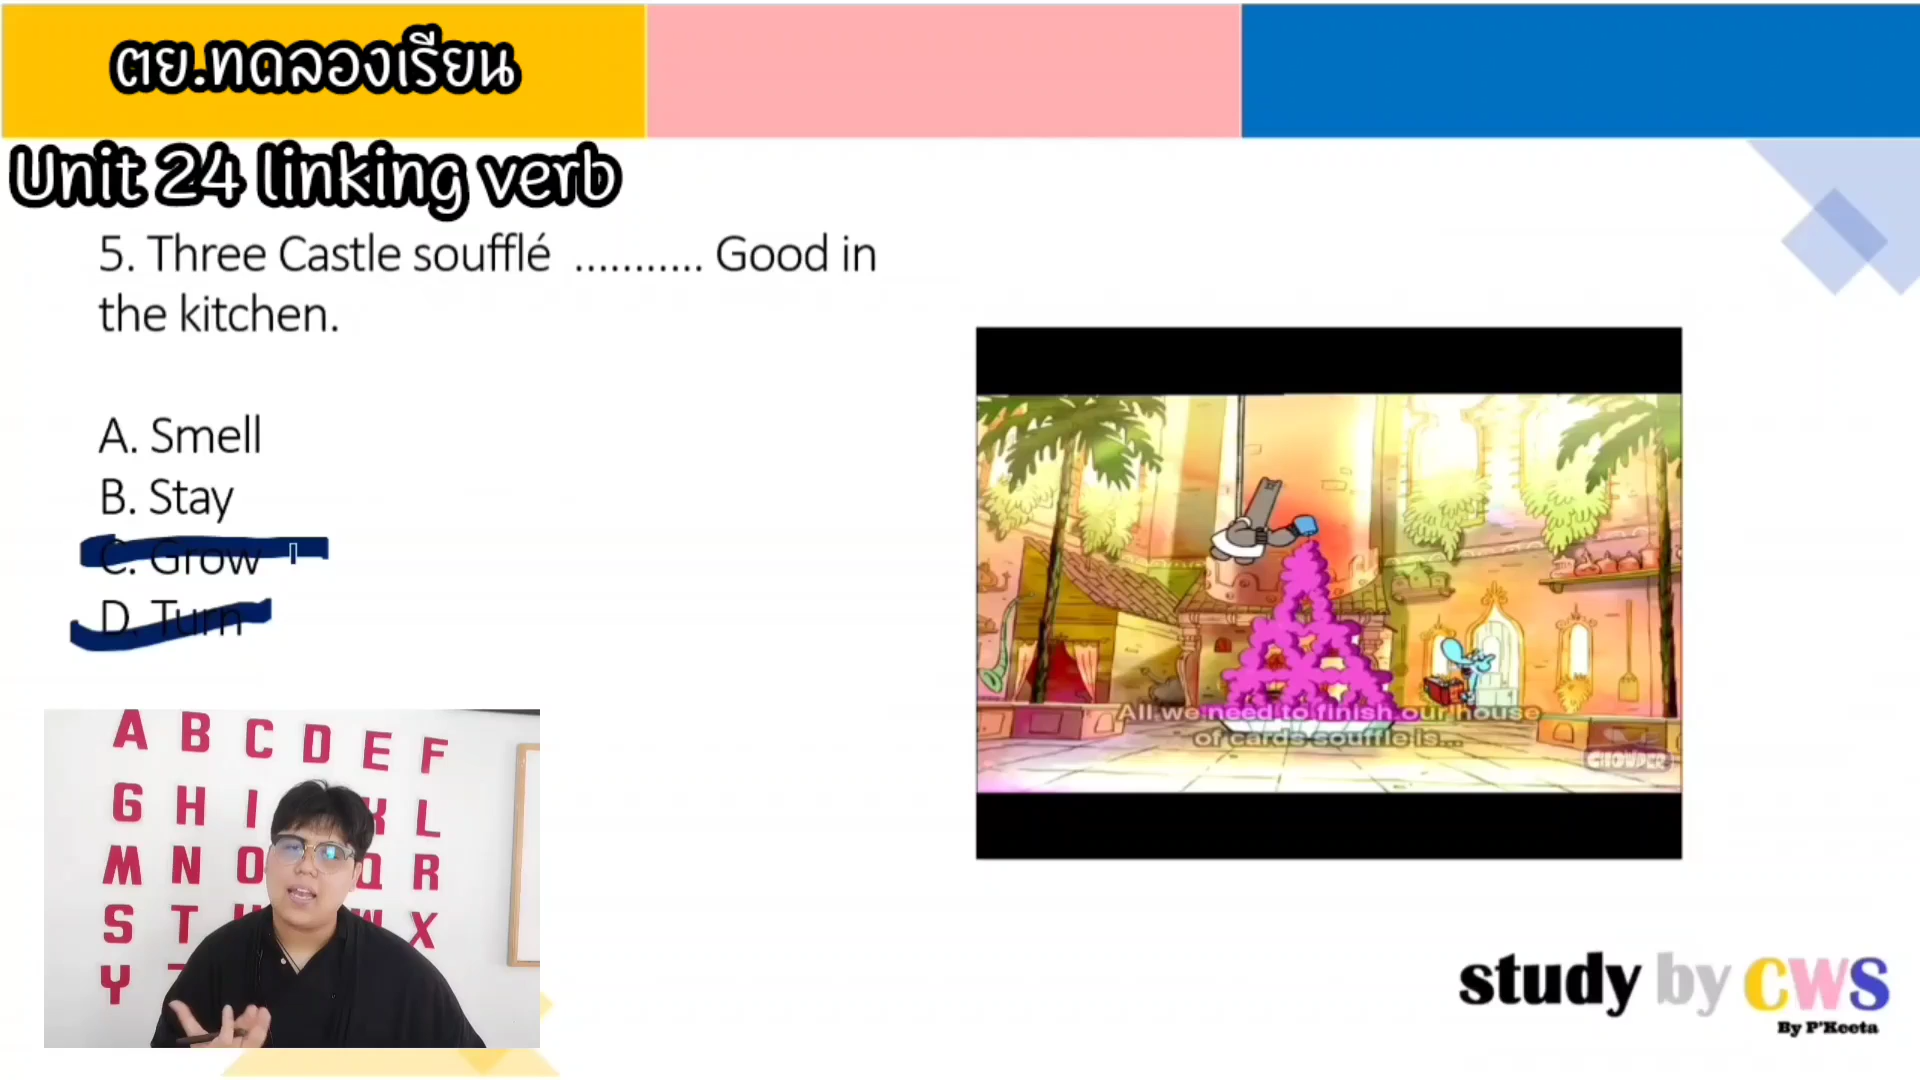 ตย.ทดลองเรียน
Unit 24 linking verb
5. Three Castle soufflé ........... Good in
the kitchen.
A. Smell
B. Stay
C. Grow
D. Turn
All we need to finish our house
of cards souffle is...
CHOWDER
A B C D E F
G H I K L
M N O Q R
S T U W X
Y
study by CWS
By P'Keeta